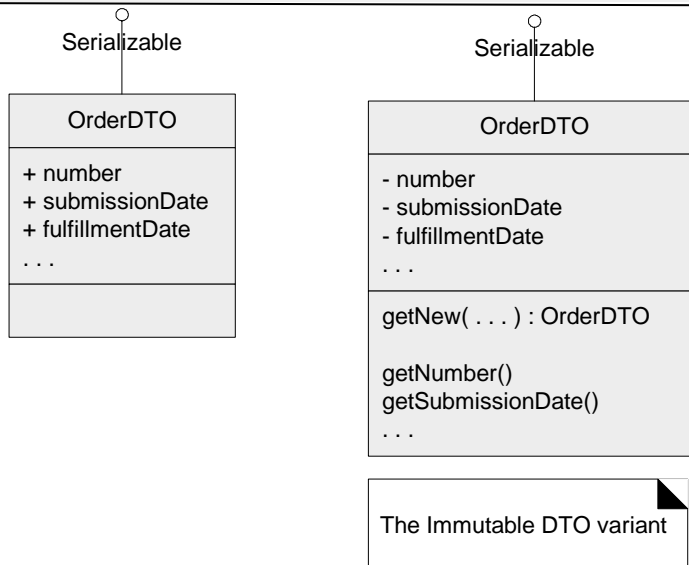 Serializable
OrderDTO
+ number
+ submissionDate
+ fulfillmentDate
. . .
Serializable
OrderDTO
- number
- submissionDate
- fulfillmentDate
. . .
getNew( . . . ) : OrderDTO
getNumber()
getSubmissionDate()
. . .
The Immutable DTO variant